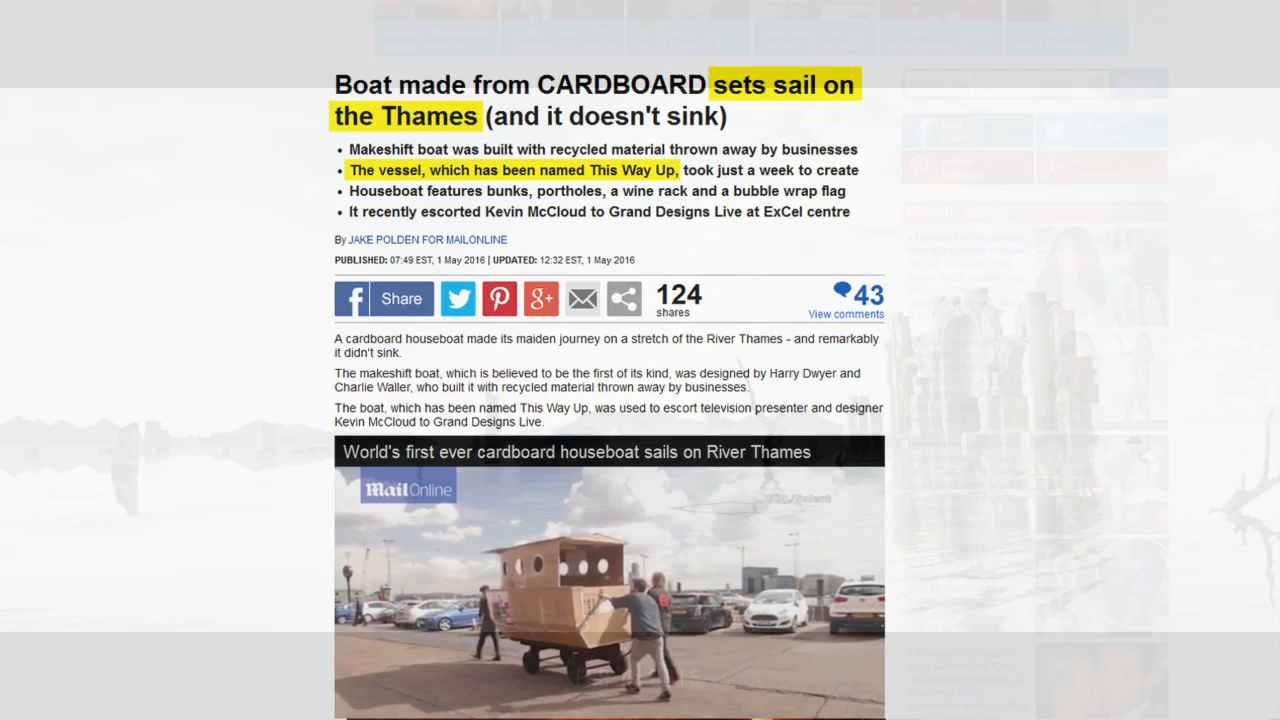 Boat made from CARDBOARD sets sail on
the Thames (and it doesn't sink)
• Makeshift boat was built with recycled material thrown away by businesses
• The vessel, which has been named This Way Up, took just a week to create
• Houseboat features bunks, portholes, a wine rack and a bubble wrap flag
• It recently escorted Kevin McCloud to Grand Designs Live at ExCel centre
By JAKE POLDEN FOR MAILONLINE
PUBLISHED: 07:49 EST, 1 May 2016 | UPDATED: 12:32 EST, 1 May 2016
Share
124
shares
43
View comments
A cardboard houseboat made its maiden journey on a stretch of the River Thames - and remarkably
it didn't sink.
The makeshift boat, which is believed to be the first of its kind, was designed by Harry Dwyer and
Charlie Waller, who built it with recycled material thrown away by businesses.
The boat, which has been named This Way Up, was used to escort television presenter and designer
Kevin McCloud to Grand Designs Live.
World's first ever cardboard houseboat sails on River Thames
MailOnline